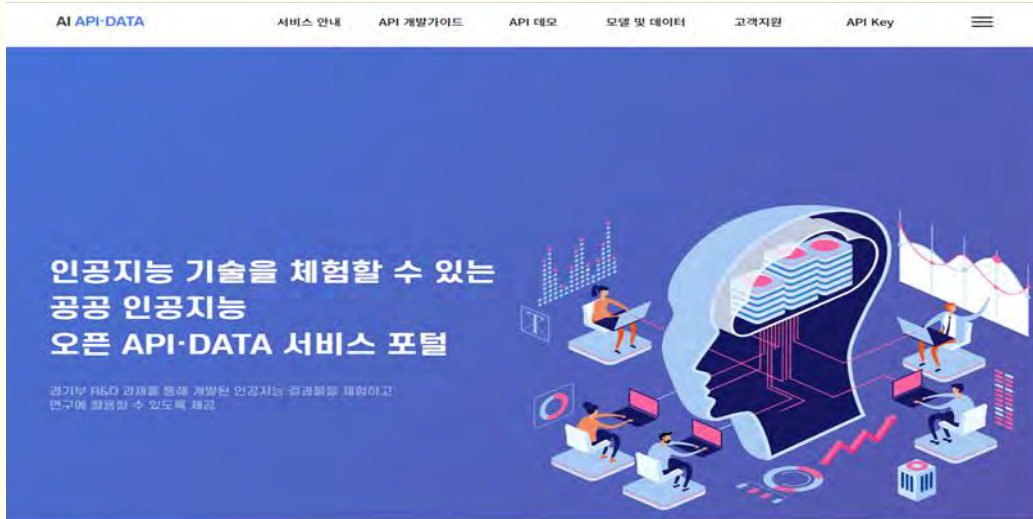 AI API·DATA 서비스 안내 API 개발가이드 API 데모 모델 및 데이터 고객지원 API Key
인공지능 기술을 체험할 수 있는
공공 인공지능
오픈 API·DATA 서비스 포털
과기부 R&D 과제를 통해 개발된 인공지능 결과물을 체험하고
연구에 활용할 수 있도록 제공
T